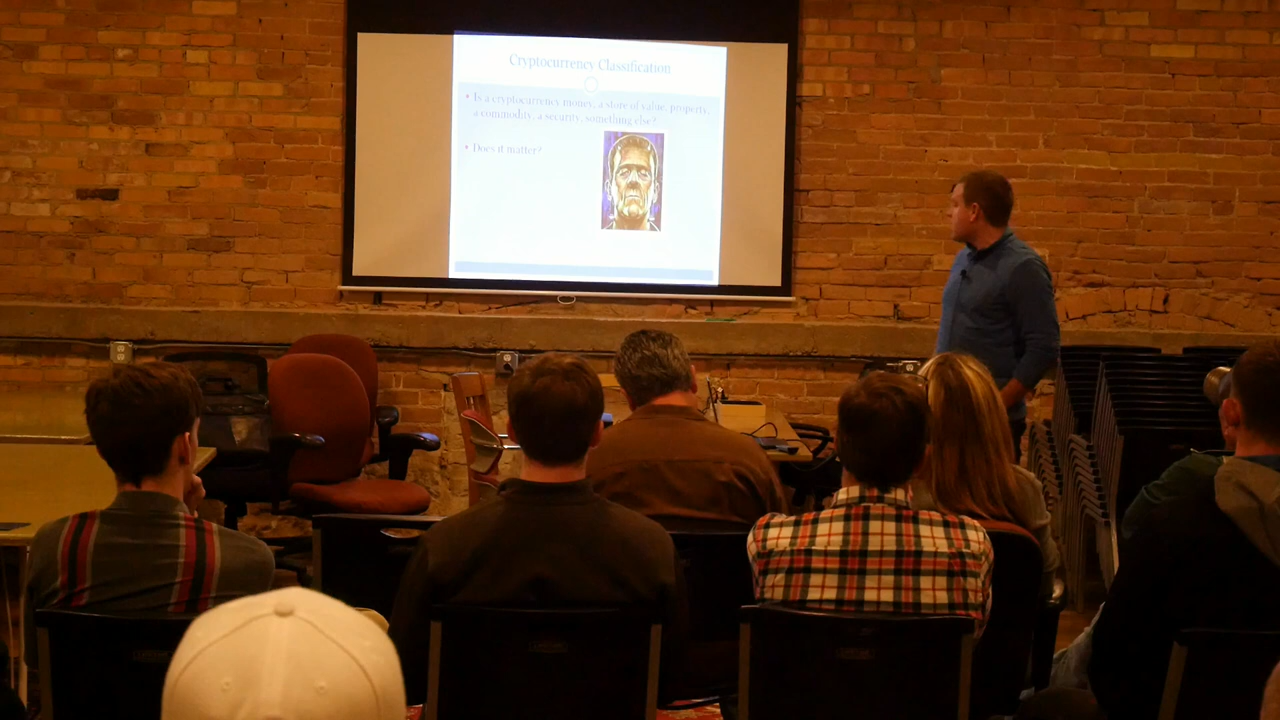 Cryptocurrency Classification
• Is a cryptocurrency money, a store of value, property,
a commodity, a security, something else?
• Does it matter?